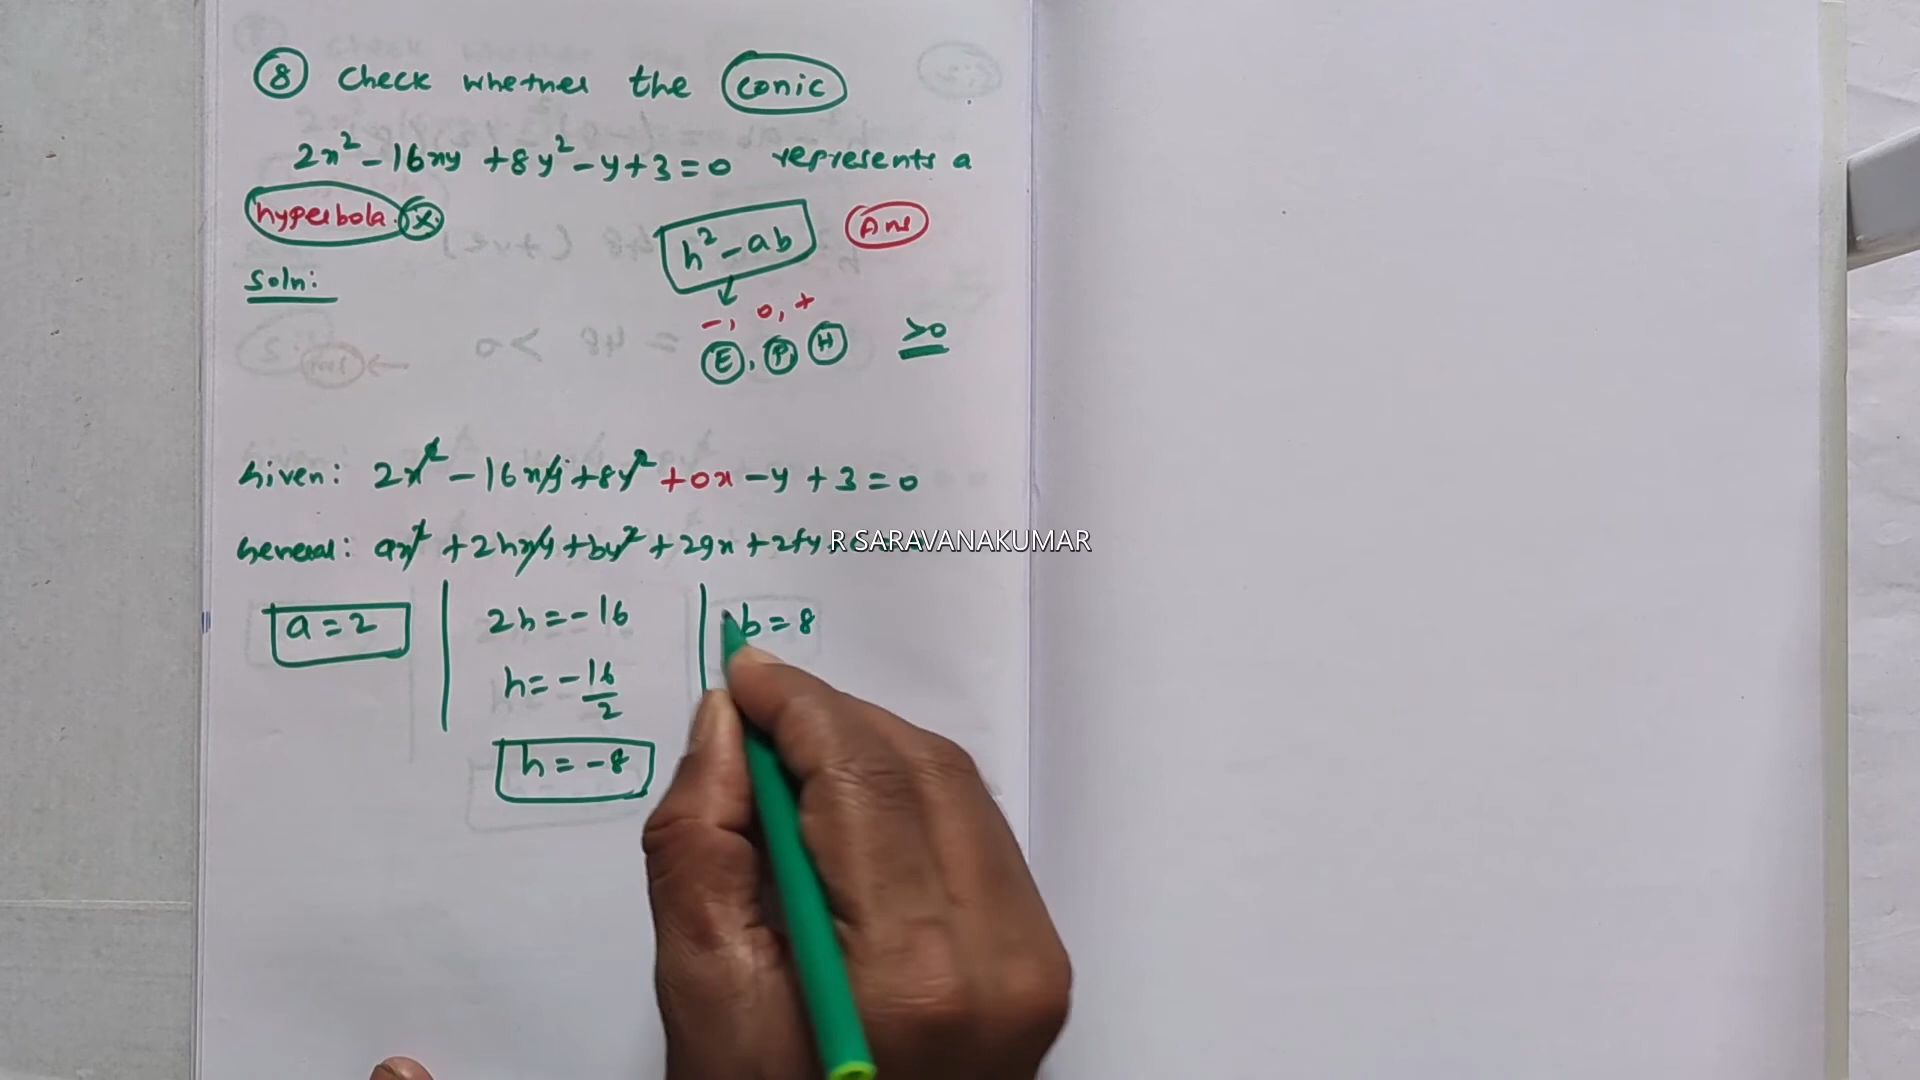 8 Check whether the conic
2x² - 16xy + 8y² - y + 3 = 0 represents a
hyperbola. X.
h² - ab
Ans
Soln:
-, 0, +
E, P, H
>0
= 48 > 0
Given: 2x² - 16xy + 8y² + 0x - y + 3 = 0
General: ax² + 2hxy + by² + 2gx + 2fy
R SARAVANAKUMAR
a = 2
2h = -16
b = 8
h = -16/2
h = -8